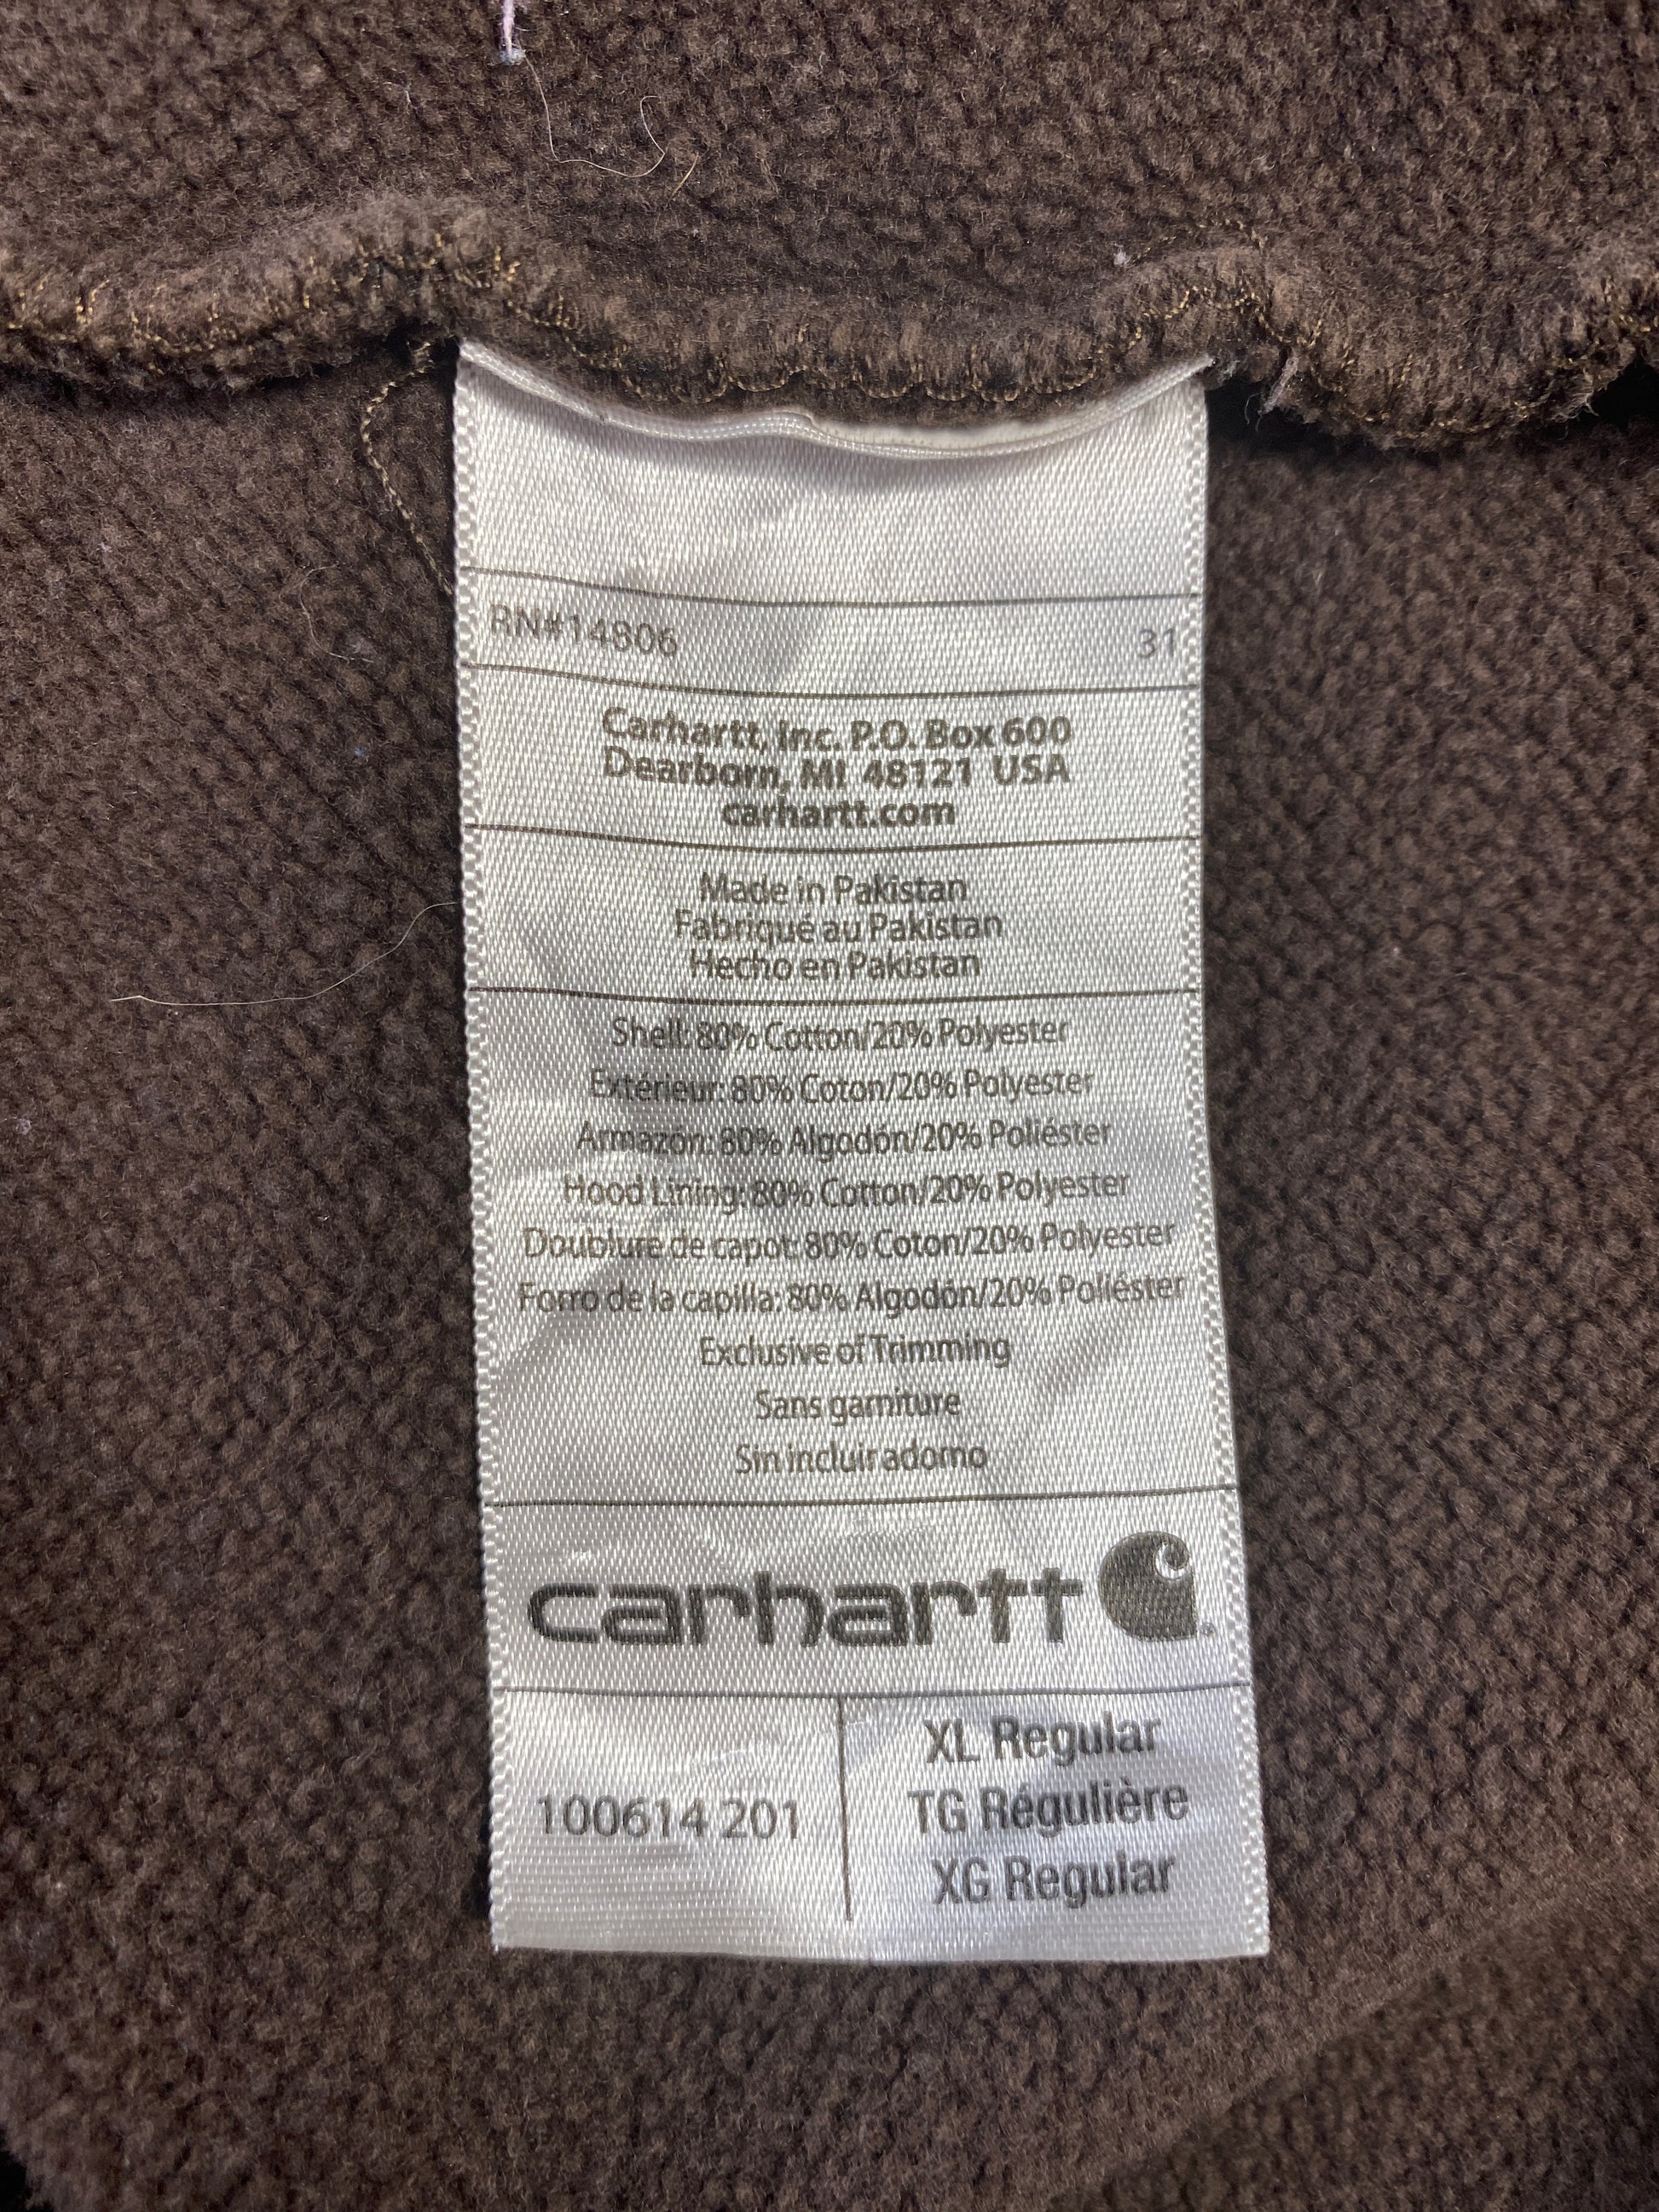 RN#14806 31
Carhartt, Inc. P.O. Box 600
Dearborn, MI 48121 USA
carhartt.com
Made in Pakistan
Fabriqué au Pakistan
Hecho en Pakistan
Shell: 80% Cotton/20% Polyester
Extérieur: 80% Coton/20% Polyester
Armazón: 80% Algodón/20% Poliéster
Hood Lining: 80% Cotton/20% Polyester
Doublure de capot: 80% Coton/20% Polyester
Forro de la capilla: 80% Algodón/20% Poliéster
Exclusive of Trimming
Sans garniture
Sin incluir adorno
carhartt
100614 201
XL Regular
TG Régulière
XG Regular